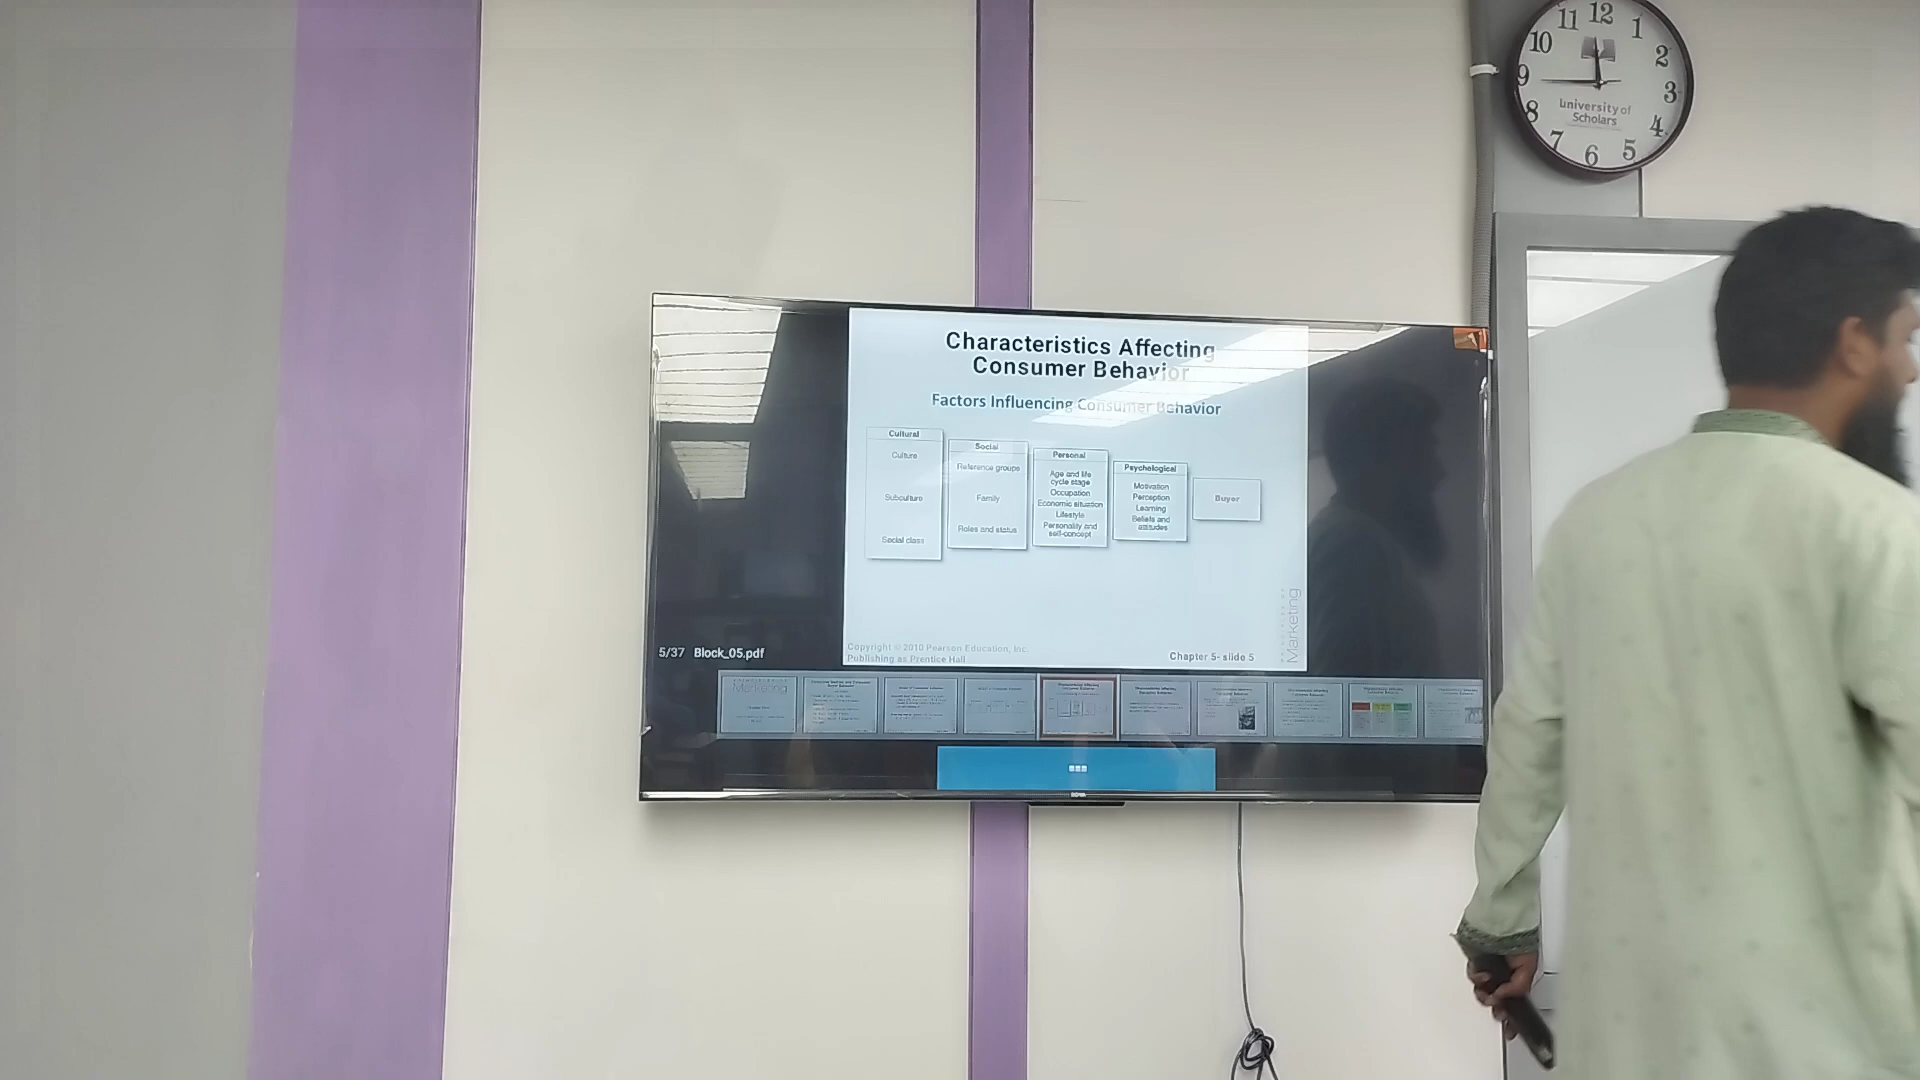 11 12 1
10 2
9 3
8 4
7 6 5
University of
Scholars
Characteristics Affecting
Consumer Behavior
Factors Influencing Consumer Behavior
Cultural
Culture
Subculture
Social class
Social
Reference groups
Family
Roles and status
Personal
Age and life
cycle stage
Occupation
Economic situation
Lifestyle
Personality and
self-concept
Psychological
Motivation
Perception
Learning
Beliefs and
attitudes
Buyer
Marketing
Copyright © 2010 Pearson Education, Inc.
Publishing as Prentice Hall
Chapter 5- slide 5
5/37 Block_05.pdf
Marketing